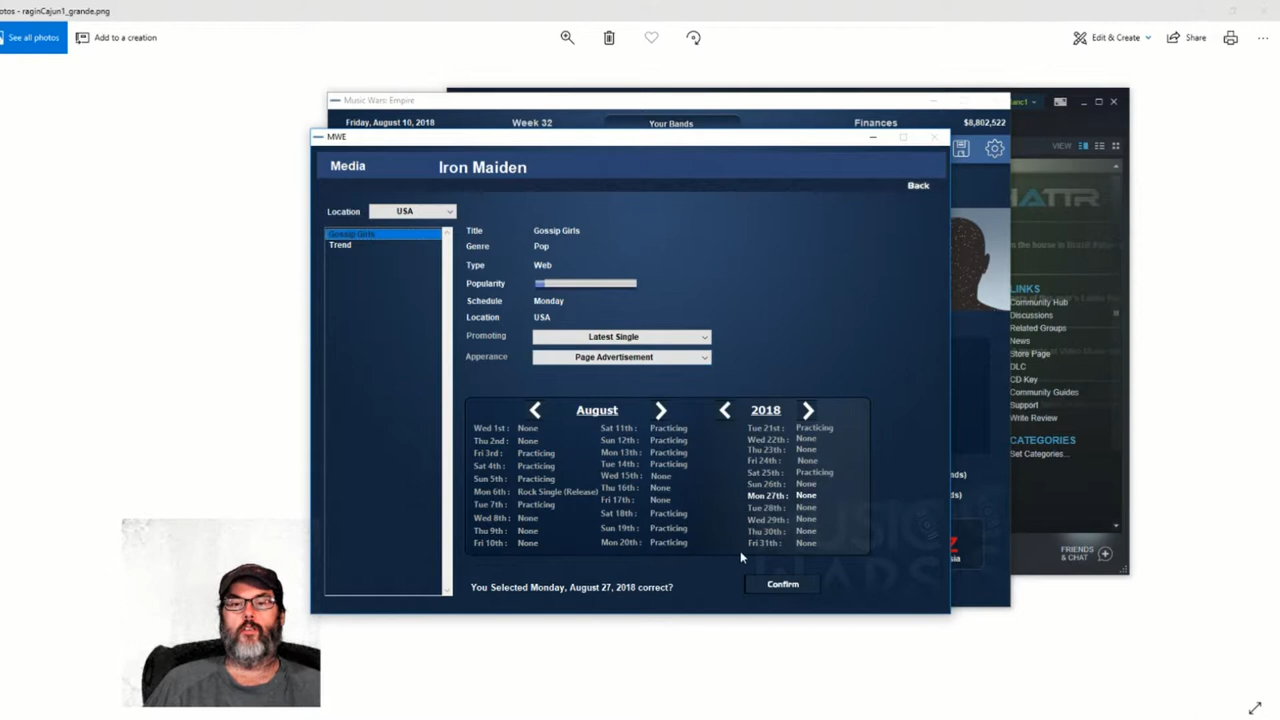 otos - raginCajun1_grande.png
See all photos
Add to a creation
Edit & Create
Share
Music Wars: Empire
Friday, August 10, 2018
Week 32
Your Bands
Finances
$8,802,522
MWE
VIEW
Media
Iron Maiden
Back
Location
USA
Gossip Girls
Trend
Title
Gossip Girls
Genre
Pop
Type
Web
Popularity
Schedule
Monday
Location
USA
Promoting
Latest Single
Apperance
Page Advertisement
August
2018
Wed 1st : None
Thu 2nd : None
Fri 3rd : Practicing
Sat 4th : Practicing
Sun 5th : Practicing
Mon 6th : Rock Single (Release)
Tue 7th : Practicing
Wed 8th : None
Thu 9th : None
Fri 10th : None
Sat 11th : Practicing
Sun 12th : Practicing
Mon 13th : Practicing
Tue 14th : Practicing
Wed 15th : None
Thu 16th : None
Fri 17th : None
Sat 18th : Practicing
Sun 19th : Practicing
Mon 20th : Practicing
Tue 21st : Practicing
Wed 22th : None
Thu 23th : None
Fri 24th : None
Sat 25th : Practicing
Sun 26th : None
Mon 27th : None
Tue 28th : None
Wed 29th : None
Thu 30th : None
Fri 31th : None
You Selected Monday, August 27, 2018 correct?
Confirm
LINKS
Community Hub
Discussions
Related Groups
News
Store Page
DLC
CD Key
Community Guides
Support
Write Review
CATEGORIES
Set Categories...
FRIENDS
& CHAT